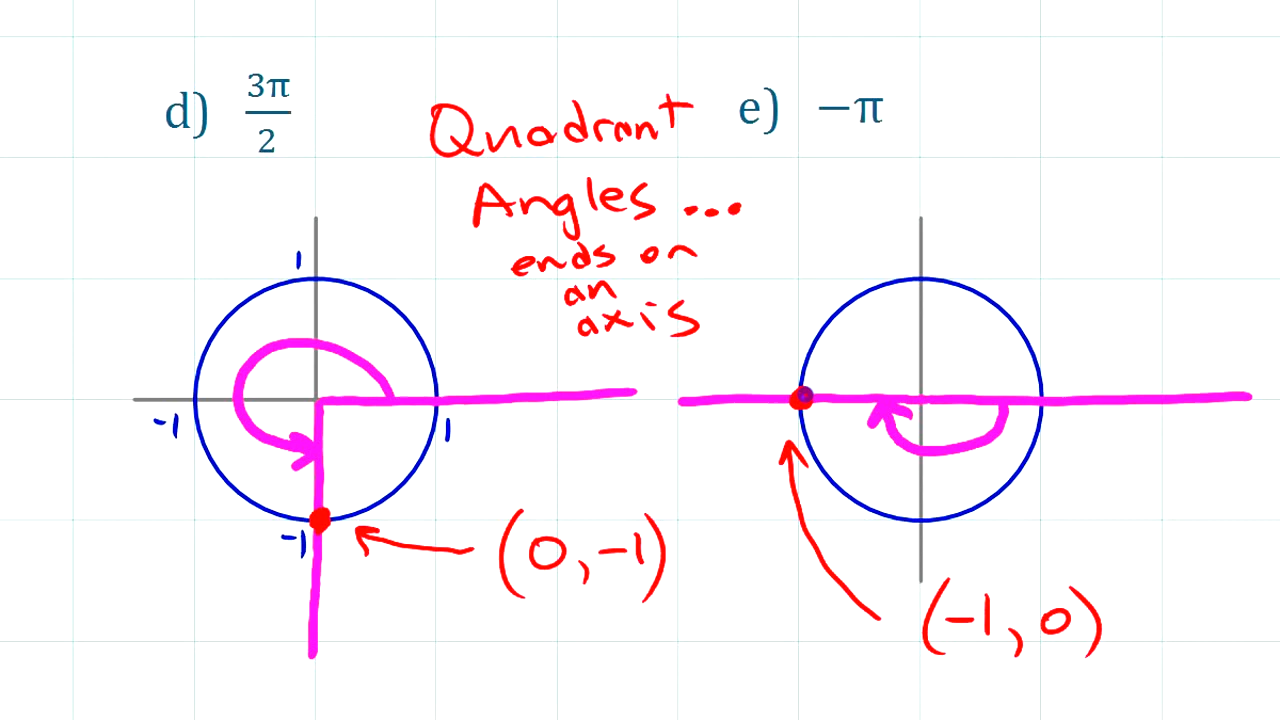 d) 3π/2
Quadrant
Angles ...
ends on
an
axis
e) −π
1
-1
1
-1
(0, -1)
(-1, 0)